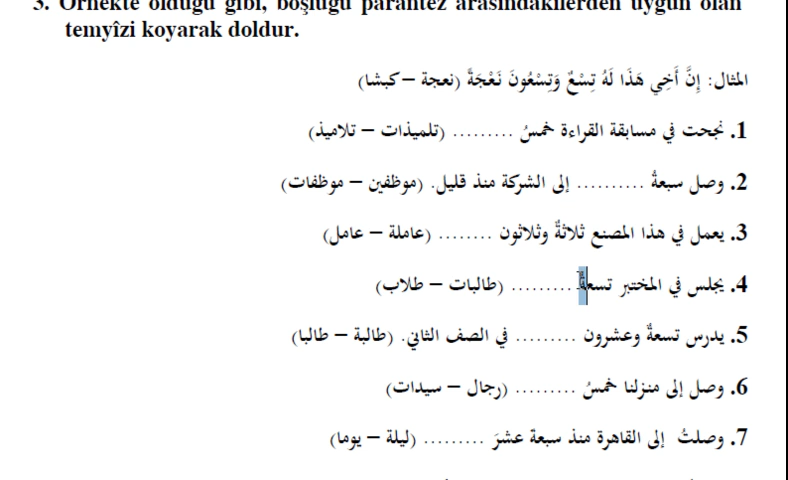 3. Örnekte olduğu gibi, boşluğu parantez arasındakilerden uygun olan
temyîzi koyarak doldur.
المثال: إِنَّ أَخِي هَذَا لَهُ تِسْعٌ وَتِسْعُونَ نَعْجَةً (نعجة – كبشا)
1. نجحت في مسابقة القراءة خمسُ ......... (تلميذات – تلاميذ)
2. وصل سبعةُ .......... إلى الشركة منذ قليل. (موظفين – موظفات)
3. يعمل في هذا المصنع ثلاثةٌ وثلاثون ........ (عاملة – عامل)
4. يجلس في المختبر تسعةُ ......... (طالبات – طلاب)
5. يدرس تسعةٌ وعشرون ......... في الصف الثاني. (طالبة – طالبا)
6. وصل إلى منزلنا خمسُ ......... (رجال – سيدات)
7. وصلتُ إلى القاهرة منذ سبعة عشرَ ......... (ليلة – يوما)